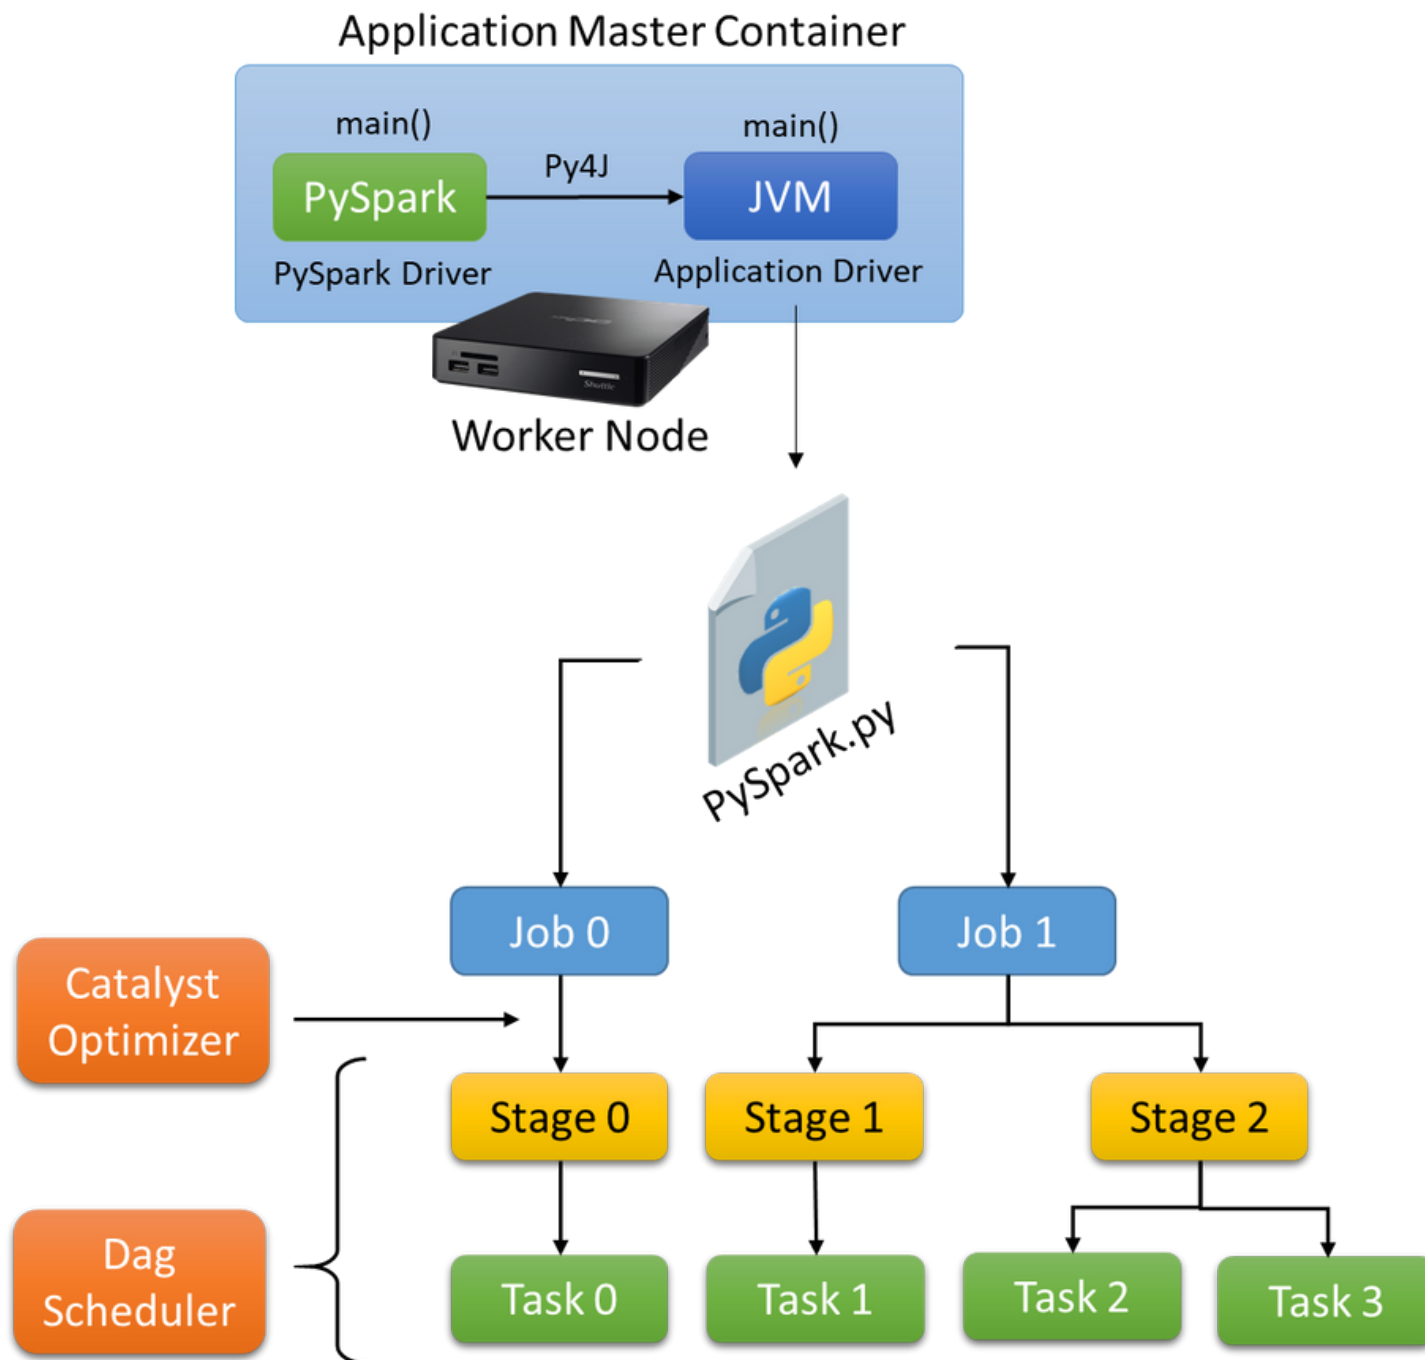 Application Master Container
main()
main()
PySpark
Py4J
JVM
PySpark Driver
Application Driver
Shuttle
Worker Node
PySpark.py
Job 0
Job 1
Catalyst
Optimizer
Stage 0
Stage 1
Stage 2
Dag
Scheduler
Task 0
Task 1
Task 2
Task 3